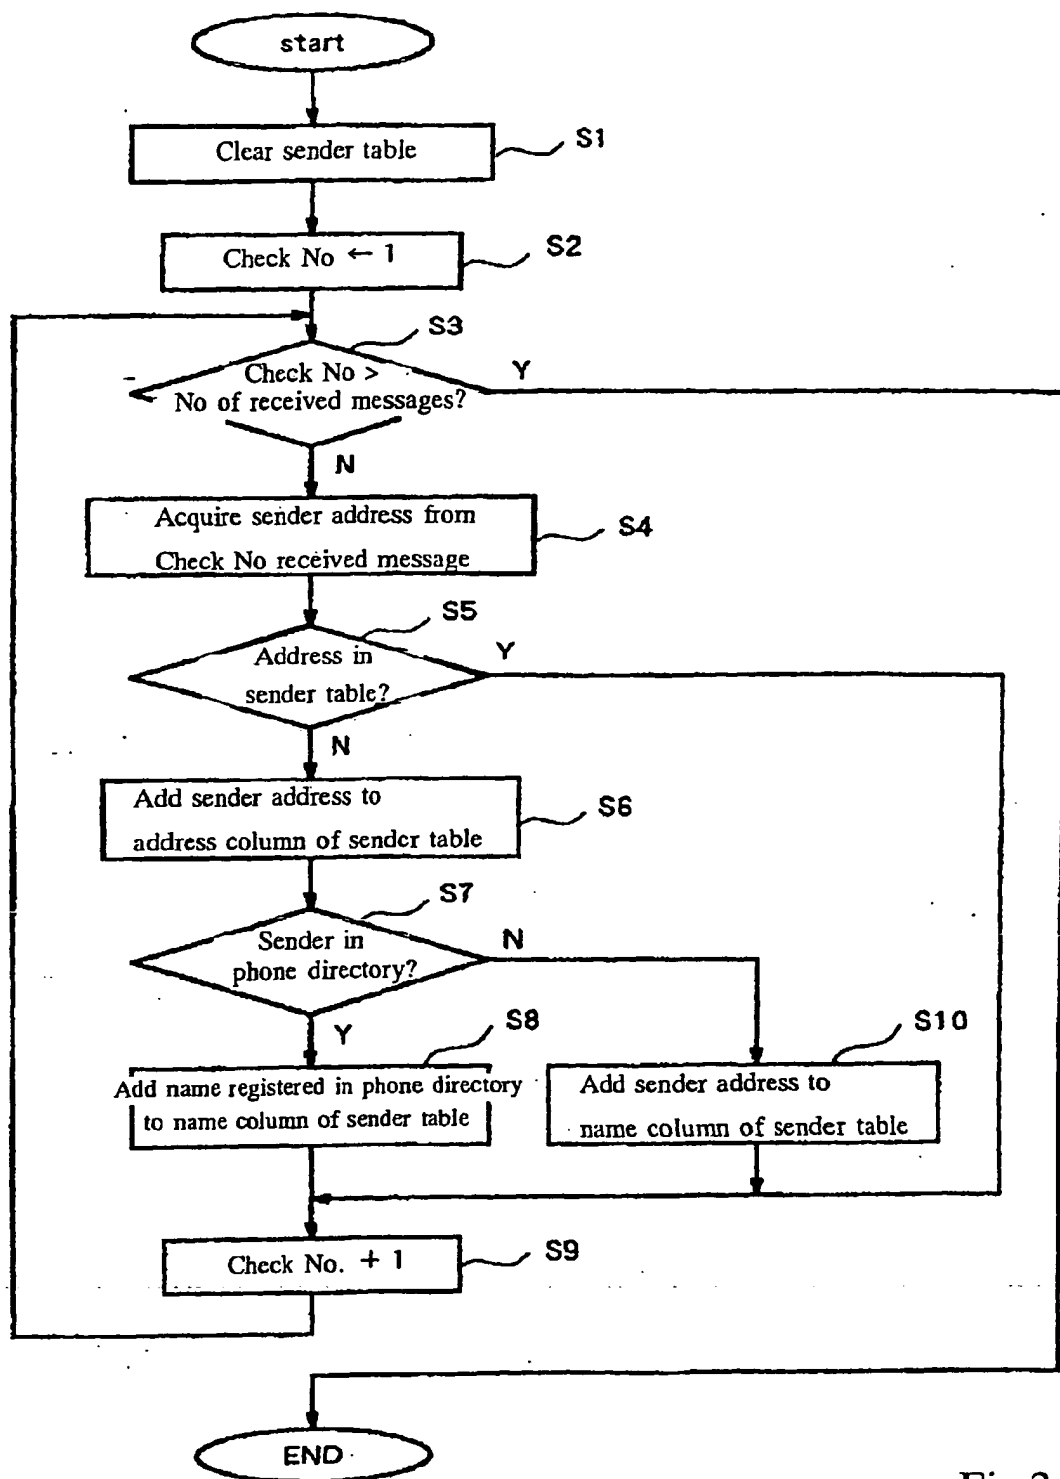 start
Clear sender table
S1
Check No ← 1
S2
S3
Check No >
No of received messages?
Y
N
Acquire sender address from
Check No received message
S4
S5
Address in
sender table?
Y
N
Add sender address to
address column of sender table
S6
S7
Sender in
phone directory?
N
Y
S8
Add name registered in phone directory
to name column of sender table
S10
Add sender address to
name column of sender table
Check No. + 1
S9
END